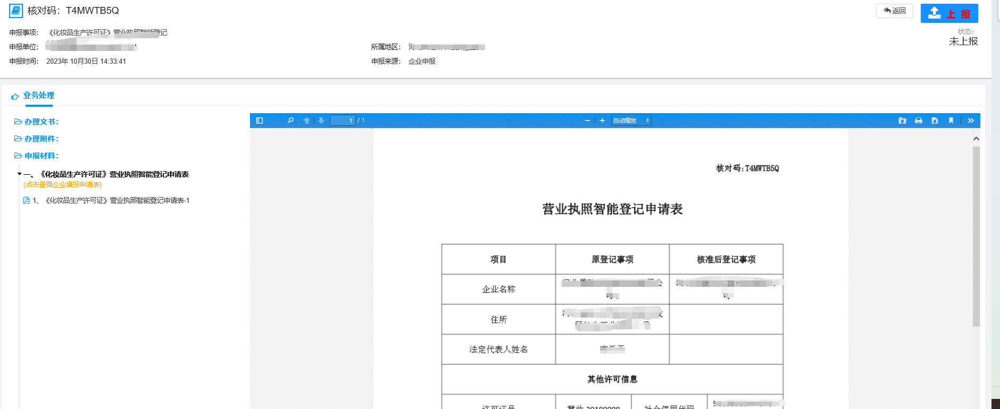 核对码：T4MWTB5Q
返回
上 报
申报事项：
《化妆品生产许可证》营业执照智能登记
状态：
未上报
申报单位：
所属地区：
申报时间：
2023年 10月30日 14:33:41
申报来源：
企业申报
业务处理
办理文书：
办理附件：
申报材料：
一、《化妆品生产许可证》营业执照智能登记申请表
(点击查看企业填报申请表)
1、《化妆品生产许可证》营业执照智能登记申请表-1
1 / 1
自动缩放
核对码:T4MWTB5Q
营业执照智能登记申请表
项目
原登记事项
核准后登记事项
企业名称
住所
法定代表人姓名
其他许可信息
许可证号
冀妆 20180008
社会信用代码